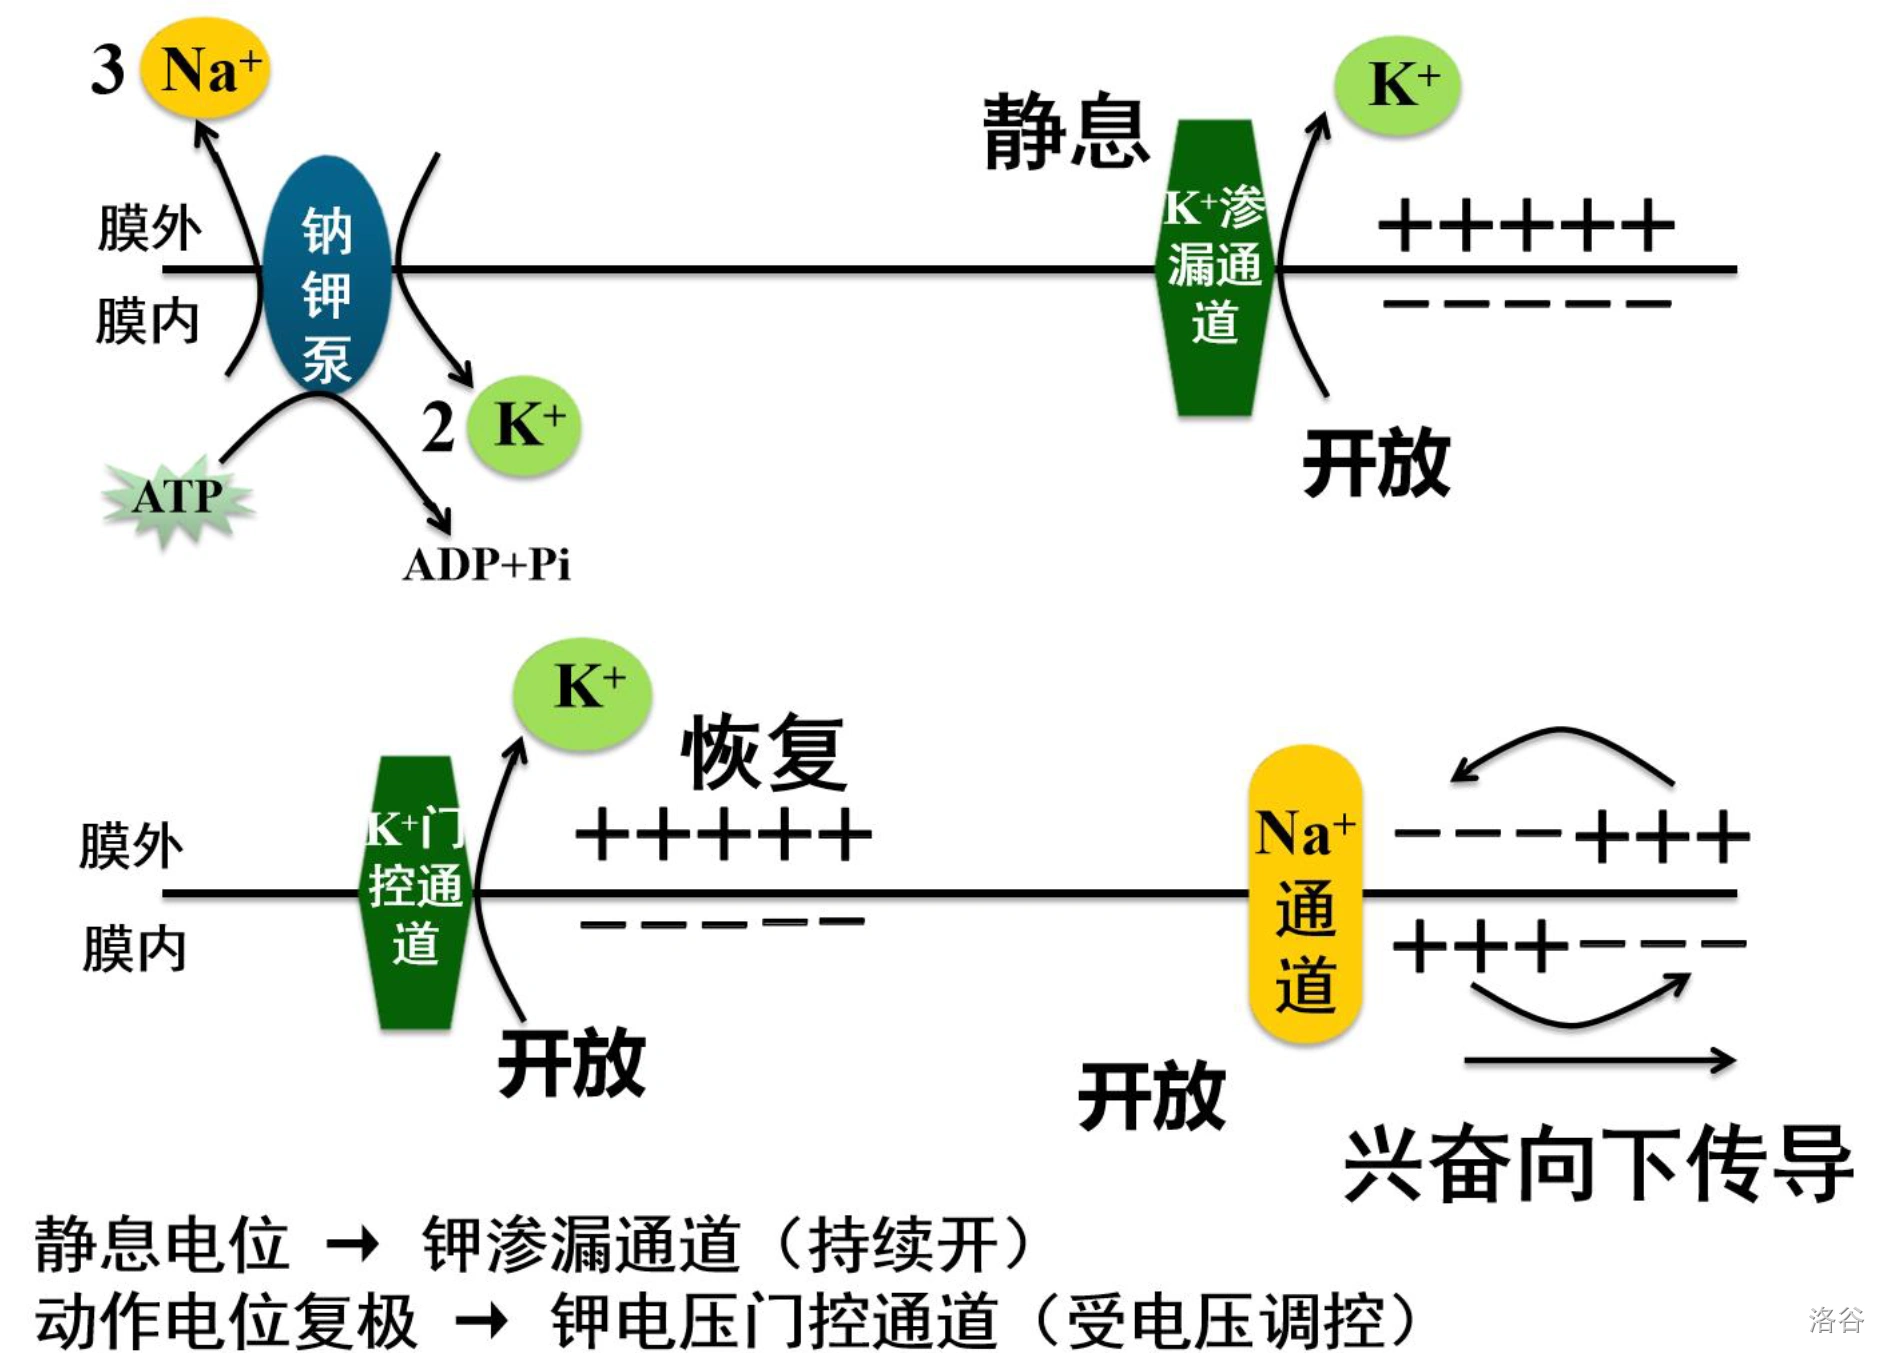 3 Na⁺
K⁺
静息
K⁺渗
漏通
道
膜外
钠
钾
泵
+++++
膜内
－－－－－
2 K⁺
开放
ATP
ADP+Pi
K⁺
恢复
K⁺门
控通
道
膜外
+++++
Na⁺
通
道
－－－+++
膜内
－－－－－
+++－－－
开放
开放
兴奋向下传导
静息电位 → 钾渗漏通道（持续开）
动作电位复极 → 钾电压门控通道（受电压调控）
洛谷